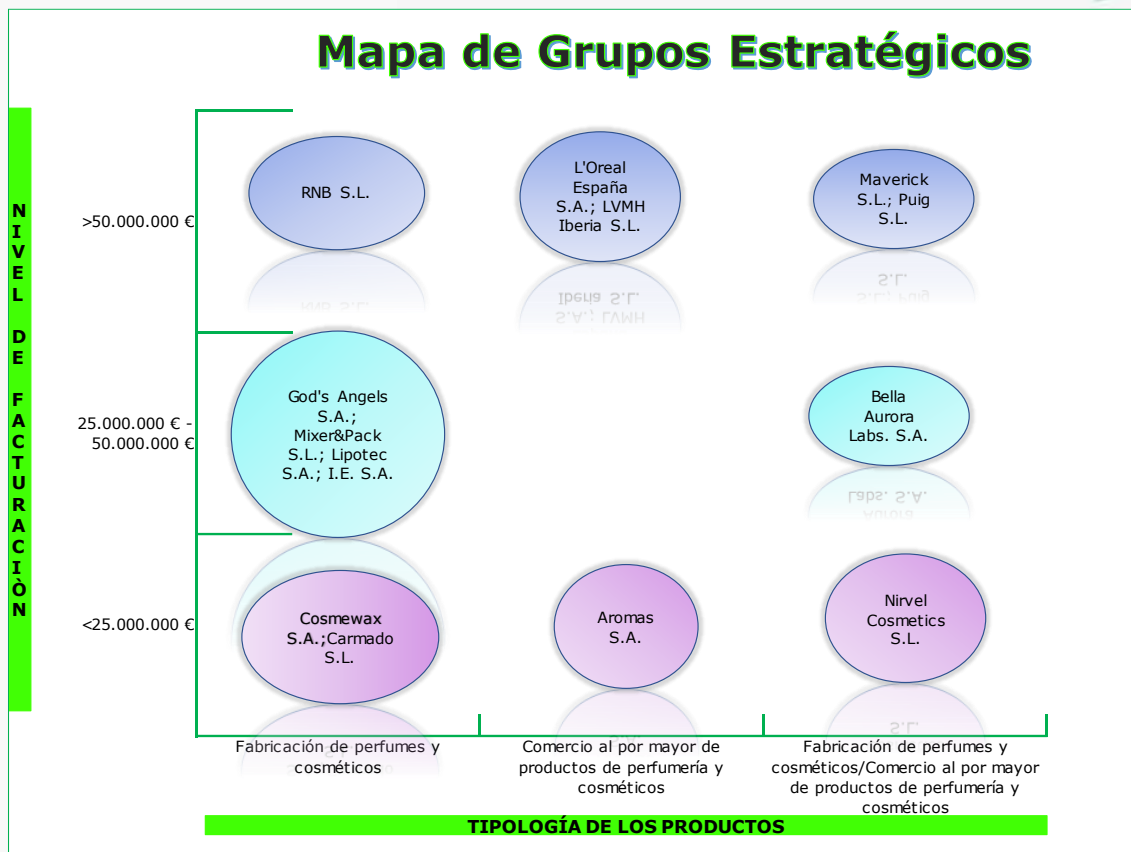 Mapa de Grupos Estratégicos
NIVEL DE FACTURACIÒN
>50.000.000 €
RNB S.L.
L'Oreal
España
S.A.; LVMH
Iberia S.L.
Maverick
S.L.; Puig
S.L.
25.000.000 € -
50.000.000 €
God's Angels
S.A.;
Mixer&Pack
S.L.; Lipotec
S.A.; I.E. S.A.
Bella
Aurora
Labs. S.A.
<25.000.000 €
Cosmewax
S.A.;Carmado
S.L.
Aromas
S.A.
Nirvel
Cosmetics
S.L.
Fabricación de perfumes y
cosméticos
Comercio al por mayor de
productos de perfumería y
cosméticos
Fabricación de perfumes y
cosméticos/Comercio al por mayor
de productos de perfumería y
cosméticos
TIPOLOGÍA DE LOS PRODUCTOS